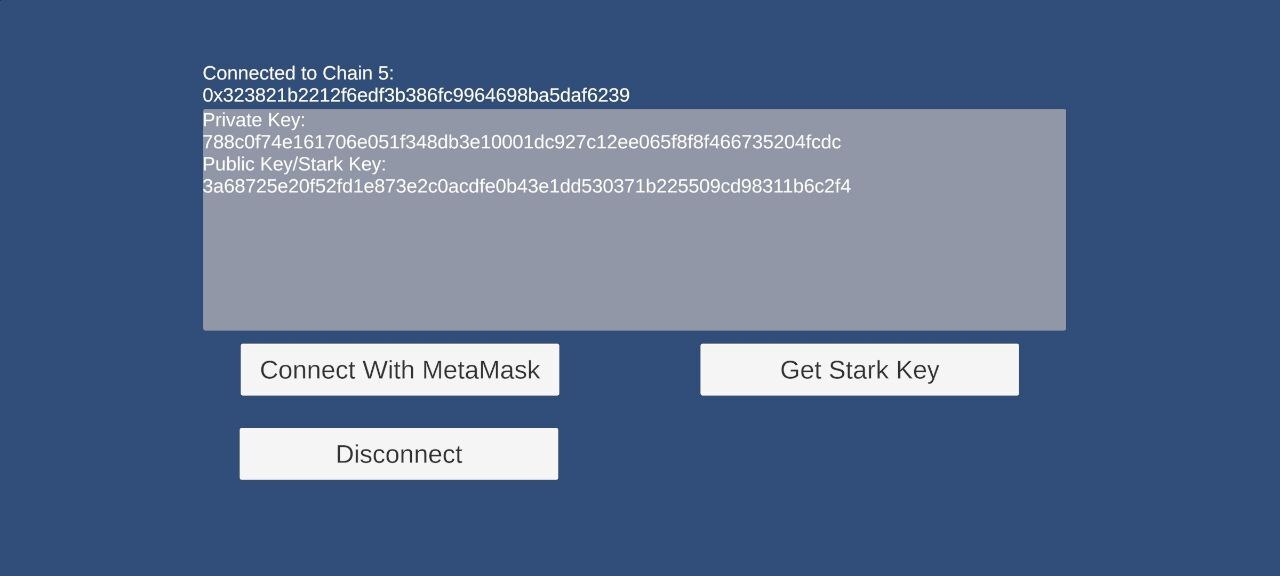 Connected to Chain 5:
0x323821b2212f6edf3b386fc9964698ba5daf6239
Private Key:
788c0f74e161706e051f348db3e10001dc927c12ee065f8f8f466735204fcdc
Public Key/Stark Key:
3a68725e20f52fd1e873e2c0acdfe0b43e1dd530371b225509cd98311b6c2f4
Connect With MetaMask
Get Stark Key
Disconnect